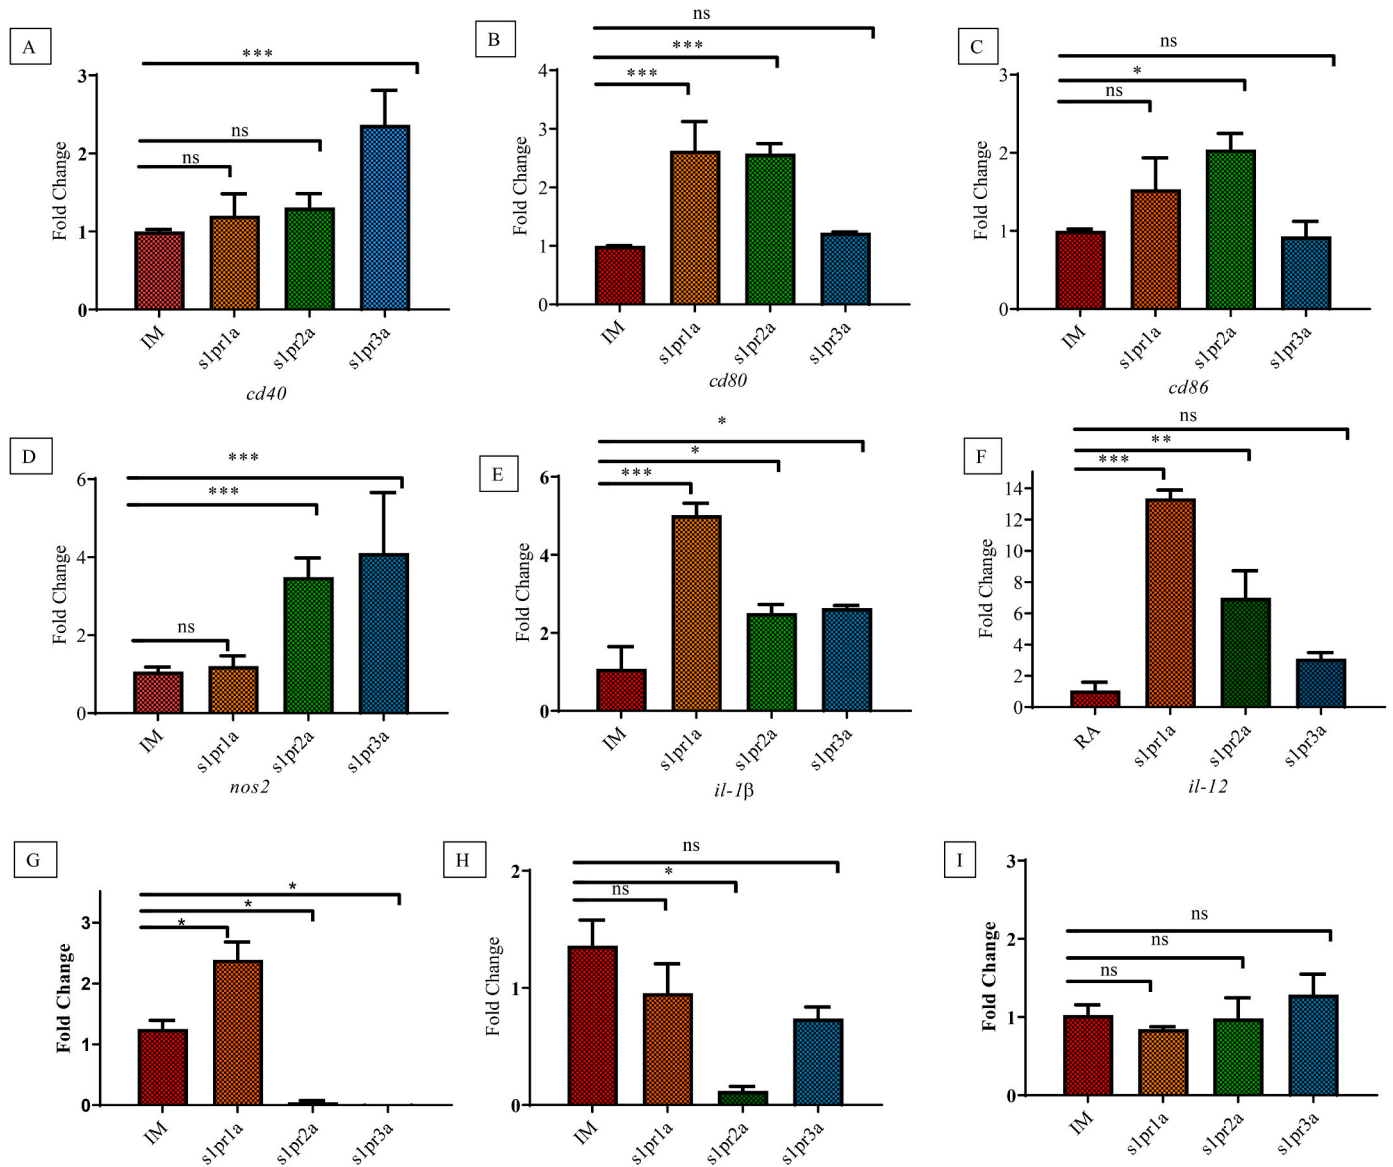 A
Fold Change
3
2
1
0
***
ns
ns
IM
s1pr1a
s1pr2a
s1pr3a
cd40
B
Fold Change
4
3
2
1
0
ns
***
***
IM
s1pr1a
s1pr2a
s1pr3a
cd80
C
Fold Change
3
2
1
0
ns
*
ns
IM
s1pr1a
s1pr2a
s1pr3a
cd86
D
Fold Change
6
4
2
0
***
***
ns
IM
s1pr1a
s1pr2a
s1pr3a
nos2
E
Fold Change
6
4
2
0
*
*
***
IM
s1pr1a
s1pr2a
s1pr3a
il-1β
F
Fold Change
14
12
10
8
6
4
2
0
ns
**
***
RA
s1pr1a
s1pr2a
s1pr3a
il-12
G
Fold Change
3
2
1
0
*
*
*
IM
s1pr1a
s1pr2a
s1pr3a
H
Fold Change
2
1
0
ns
*
ns
IM
s1pr1a
s1pr2a
s1pr3a
I
Fold Change
3
2
1
0
ns
ns
ns
IM
s1pr1a
s1pr2a
s1pr3a